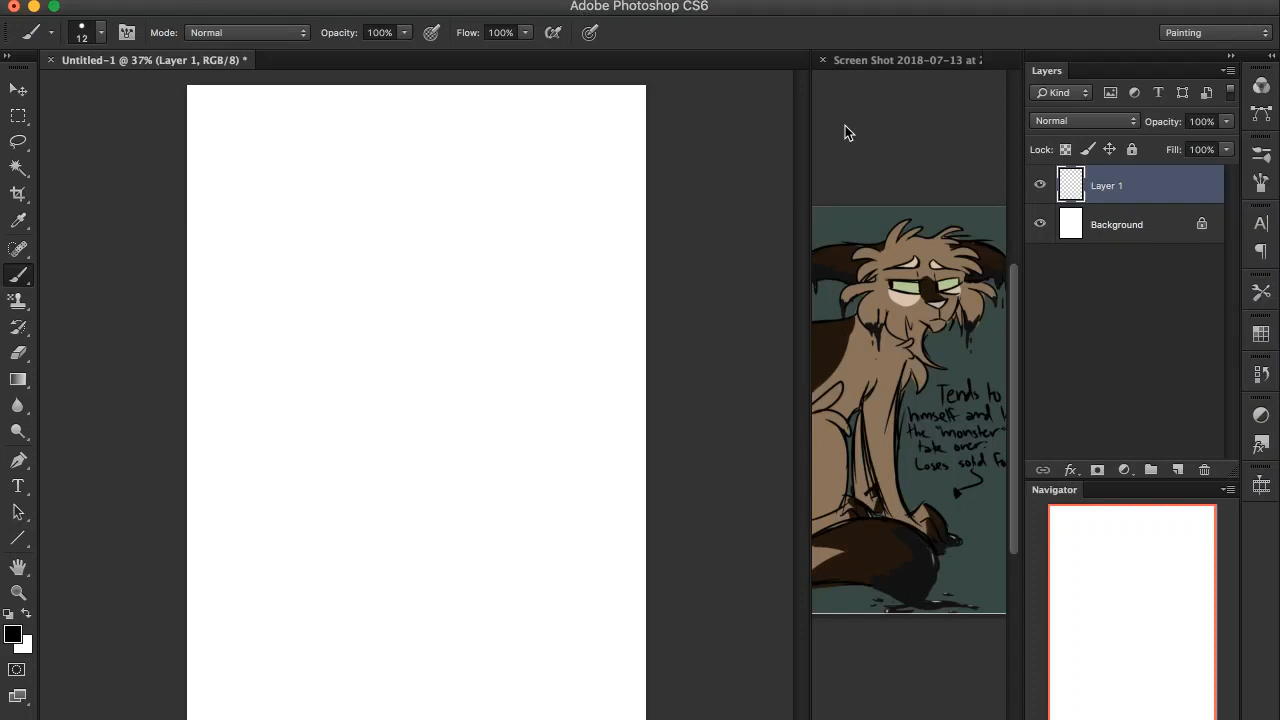 Adobe Photoshop CS6
12
Mode: Normal
Opacity: 100%
Flow: 100%
Painting
Untitled-1 @ 37% (Layer 1, RGB/8) *
Screen Shot 2018-07-13 at
Layers
Kind
Normal
Opacity: 100%
Lock:
Fill: 100%
Layer 1
Background
Navigator
Tends to
himself and
the "monster"
take over.
Loses solid